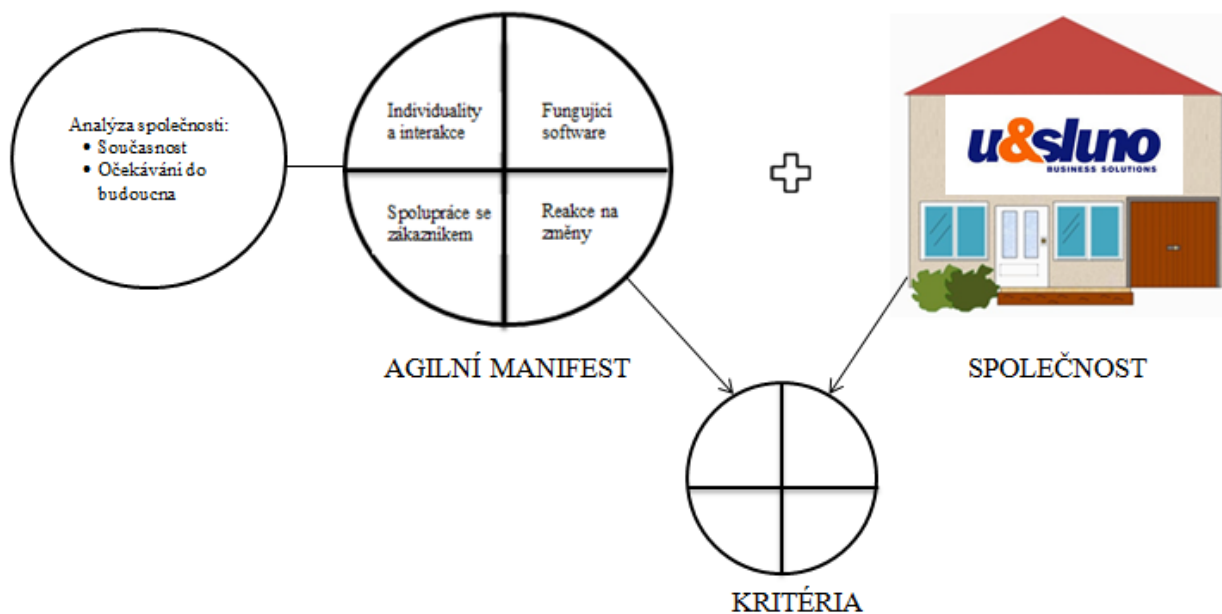 Analýza společnosti:
• Současnost
• Očekávání do
budoucna
Individuality
a interakce
Fungující
software
Spolupráce se
zákazníkem
Reakce na
změny
u&sluno
BUSINESS SOLUTIONS
AGILNÍ MANIFEST
SPOLEČNOST
KRITÉRIA